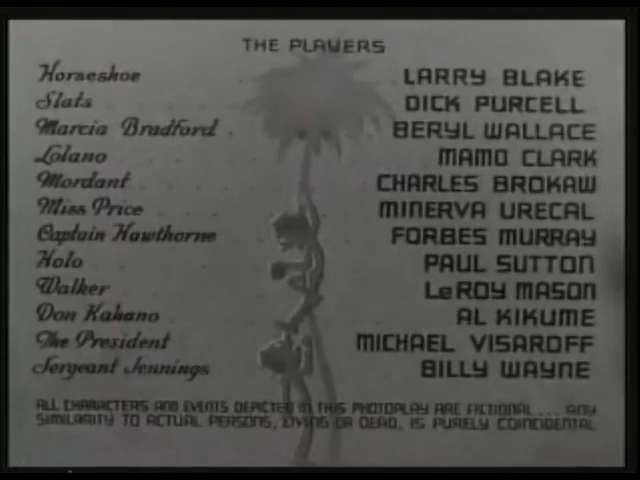 THE PLAYERS
Horseshoe LARRY BLAKE
Slats DICK PURCELL
Marcia Bradford BERYL WALLACE
Lolano MAMO CLARK
Mordant CHARLES BROKAW
Miss Price MINERVA URECAL
Captain Hawthorne FORBES MURRAY
Kolo PAUL SUTTON
Walker LeROY MASON
Don Kahano AL KIKUME
The President MICHAEL VISAROFF
Sergeant Jennings BILLY WAYNE
ALL CHARACTERS AND EVENTS DEPICTED IN THIS PHOTOPLAY ARE FICTIONAL... ANY
SIMILARITY TO ACTUAL PERSONS, LIVING OR DEAD, IS PURELY COINCIDENTAL